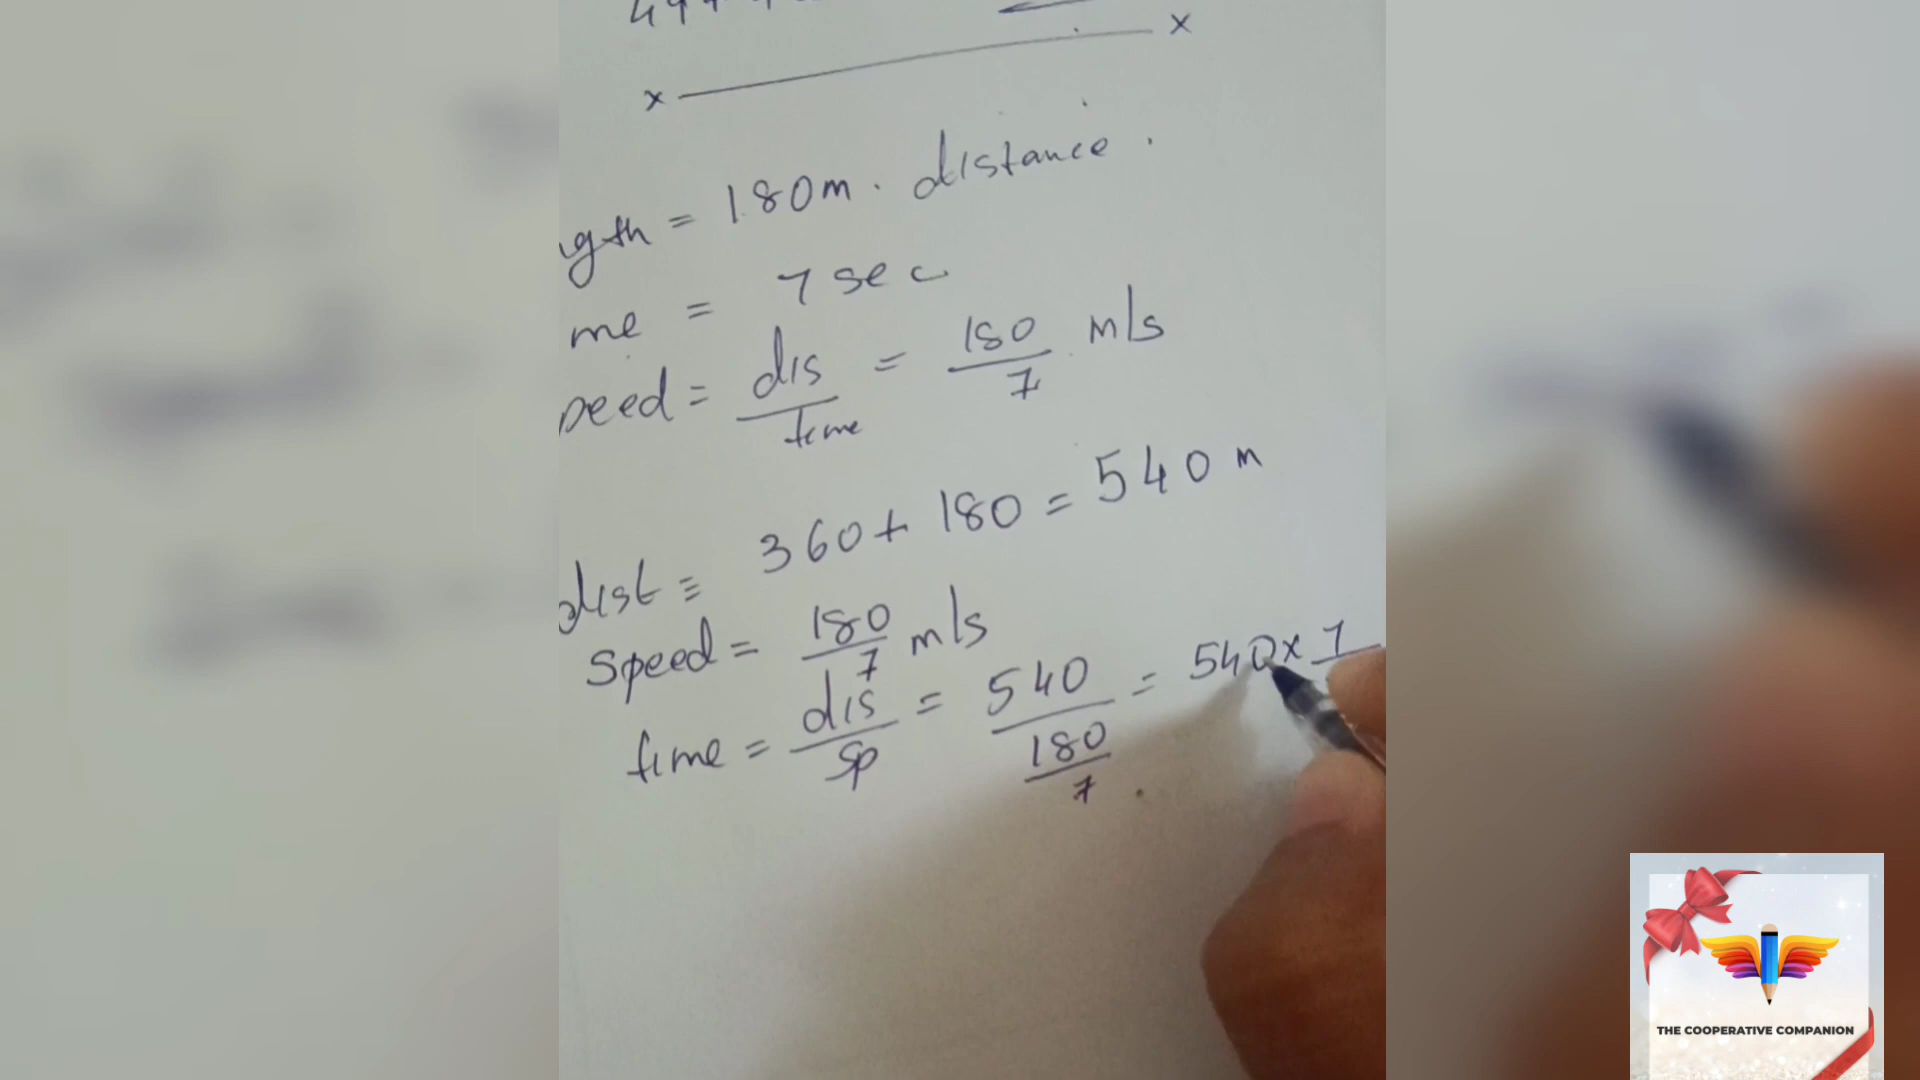 x x
ngth = 180m. distance.
me = 7 sec
peed = dis/time = 180/7 m/s
dist = 360 + 180 = 540 m
Speed = 180/7 m/s
time = dis/sp = 540/180/7 = 540 x 7
THE COOPERATIVE COMPANION